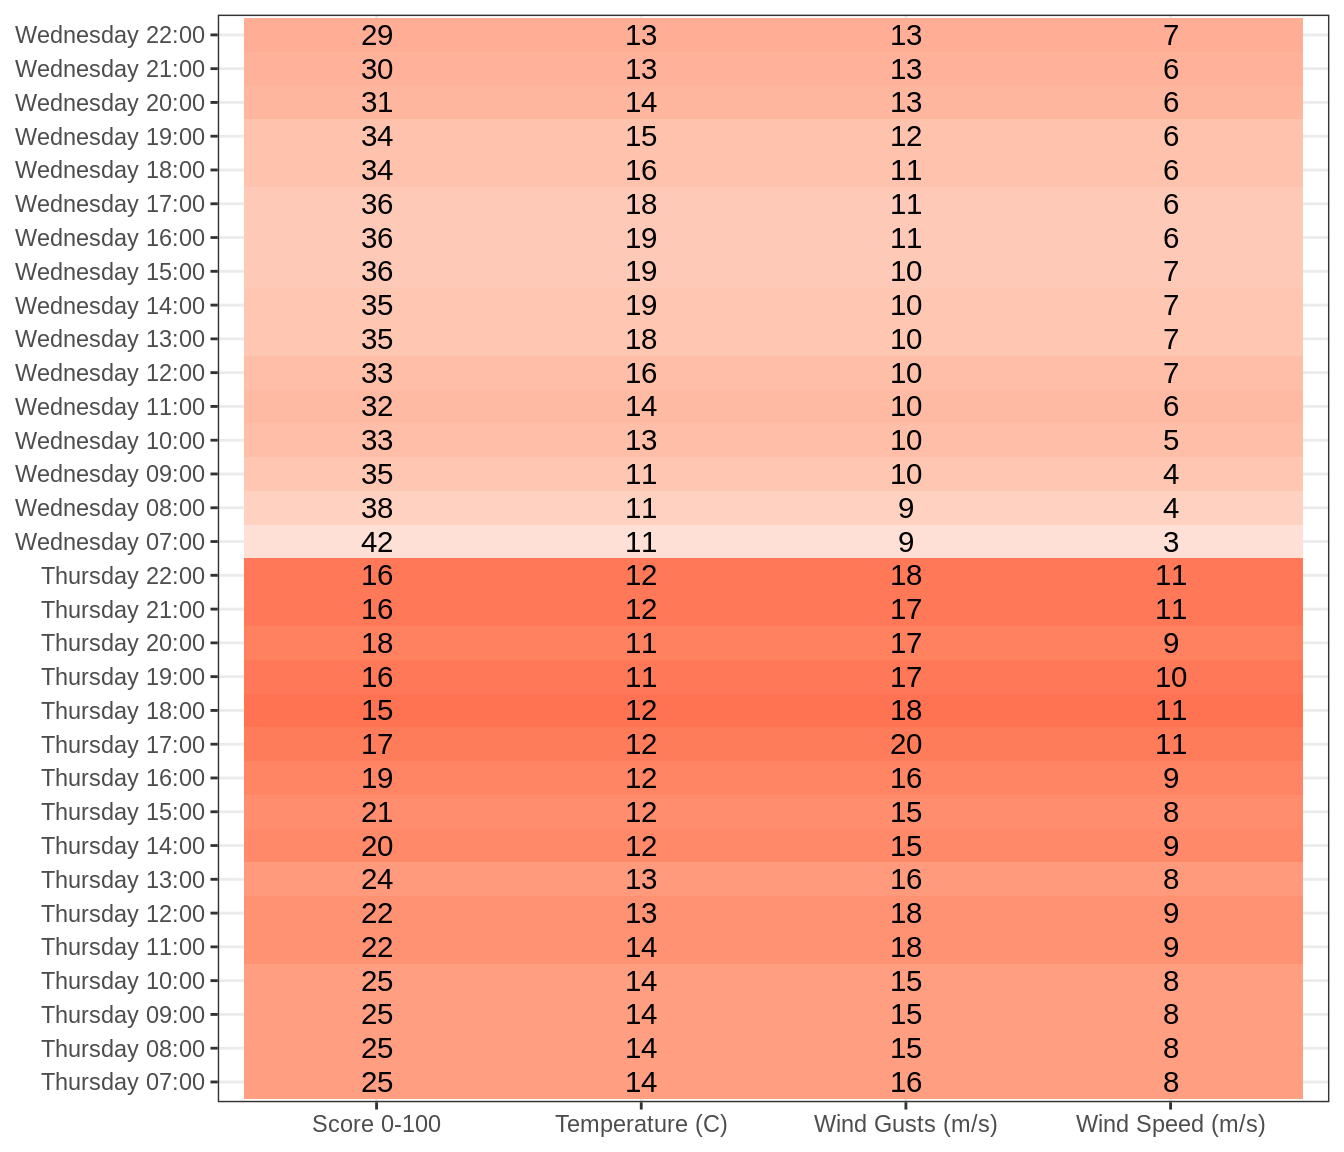 Wednesday 22:00 29 13 13 7
Wednesday 21:00 30 13 13 6
Wednesday 20:00 31 14 13 6
Wednesday 19:00 34 15 12 6
Wednesday 18:00 34 16 11 6
Wednesday 17:00 36 18 11 6
Wednesday 16:00 36 19 11 6
Wednesday 15:00 36 19 10 7
Wednesday 14:00 35 19 10 7
Wednesday 13:00 35 18 10 7
Wednesday 12:00 33 16 10 7
Wednesday 11:00 32 14 10 6
Wednesday 10:00 33 13 10 5
Wednesday 09:00 35 11 10 4
Wednesday 08:00 38 11 9 4
Wednesday 07:00 42 11 9 3
Thursday 22:00 16 12 18 11
Thursday 21:00 16 12 17 11
Thursday 20:00 18 11 17 9
Thursday 19:00 16 11 17 10
Thursday 18:00 15 12 18 11
Thursday 17:00 17 12 20 11
Thursday 16:00 19 12 16 9
Thursday 15:00 21 12 15 8
Thursday 14:00 20 12 15 9
Thursday 13:00 24 13 16 8
Thursday 12:00 22 13 18 9
Thursday 11:00 22 14 18 9
Thursday 10:00 25 14 15 8
Thursday 09:00 25 14 15 8
Thursday 08:00 25 14 15 8
Thursday 07:00 25 14 16 8
Score 0-100 Temperature (C) Wind Gusts (m/s) Wind Speed (m/s)